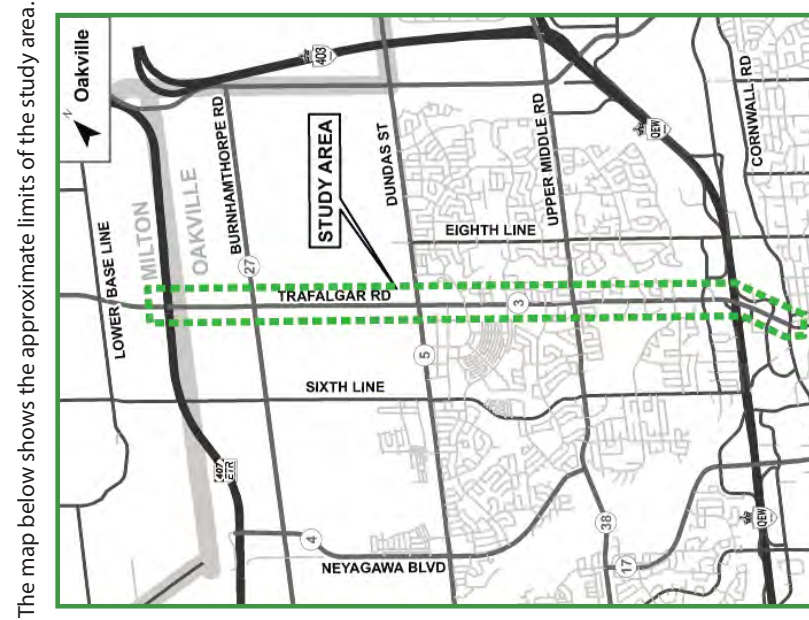 The map below shows the approximate limits of the study area.
Oakville
N
403
LOWER BASE LINE
MILTON
OAKVILLE
BURNHAMTHORPE RD
STUDY AREA
DUNDAS ST
UPPER MIDDLE RD
QEW
CORNWALL RD
EIGHTH LINE
27
TRAFALGAR RD
3
5
SIXTH LINE
407
ETR
4
NEYAGAWA BLVD
38
17
QEW